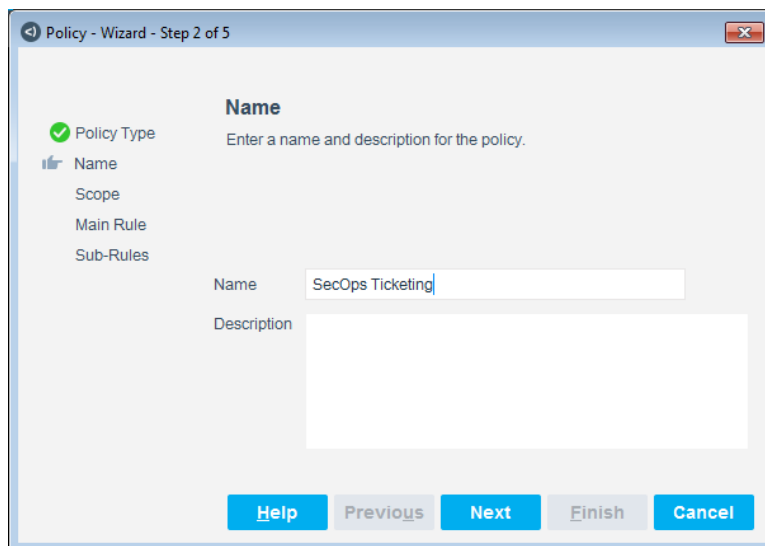 Policy - Wizard - Step 2 of 5
Policy Type
Name
Scope
Main Rule
Sub-Rules
Name
Enter a name and description for the policy.
Name SecOps Ticketing
Description
Help Previous Next Finish Cancel